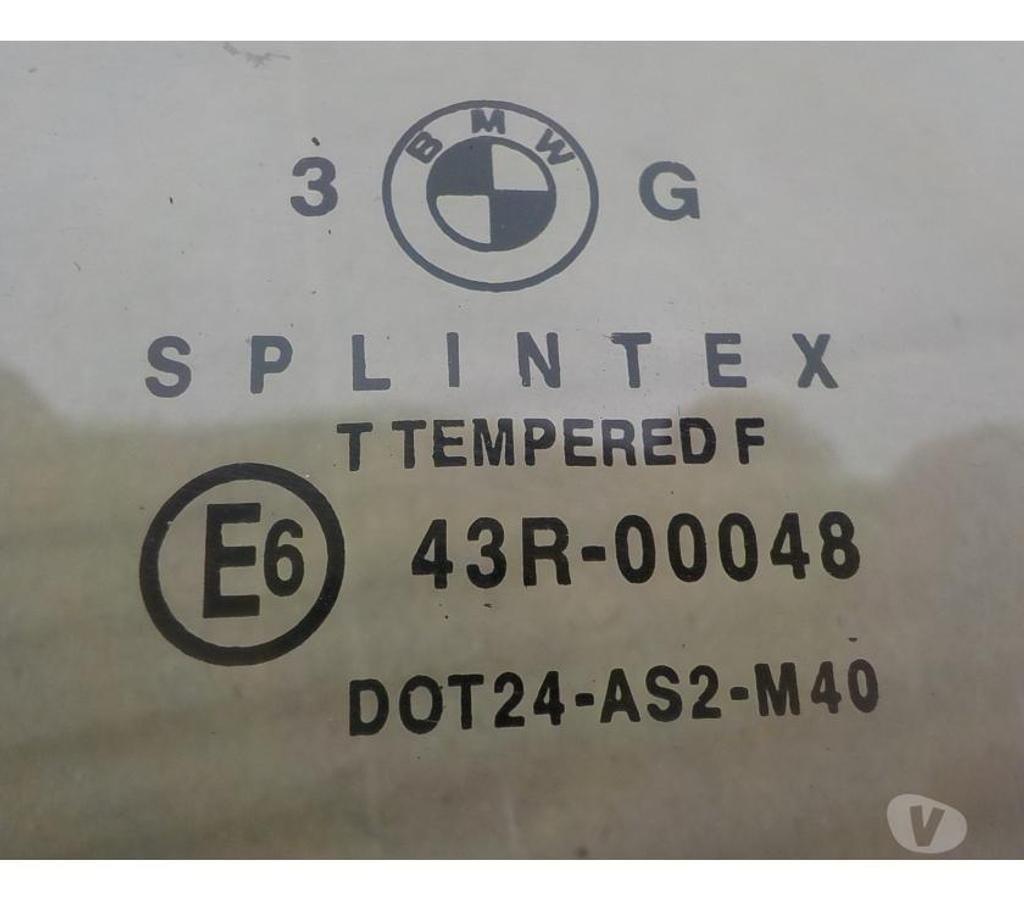 3 BMW G
SPLINTEX
T TEMPERED F
E6 43R-00048
DOT24-AS2-M40
V